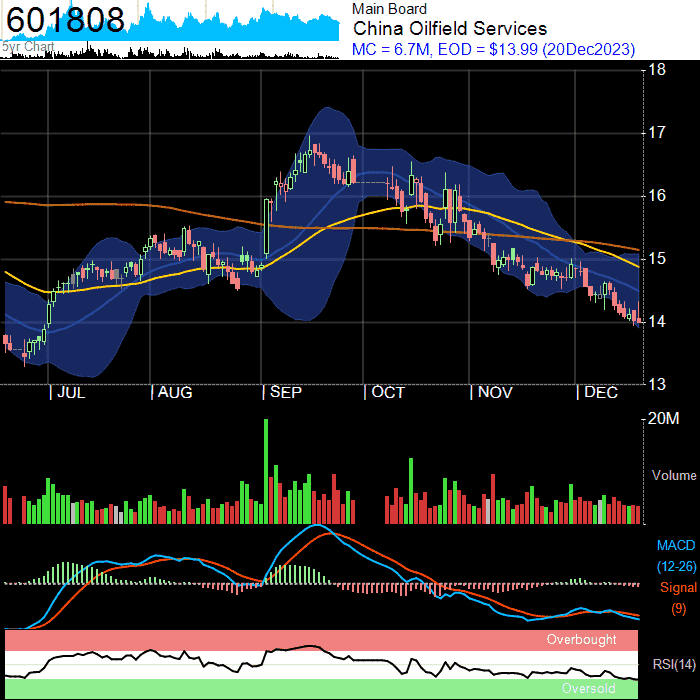 601808
5yr Chart
Main Board
China Oilfield Services
MC = 6.7M, EOD = $13.99 (20Dec2023)
18
17
16
15
14
13
| JUL | AUG | SEP | OCT | NOV | DEC
20M
Volume
MACD
(12-26)
Signal
(9)
Overbought
RSI(14)
Oversold